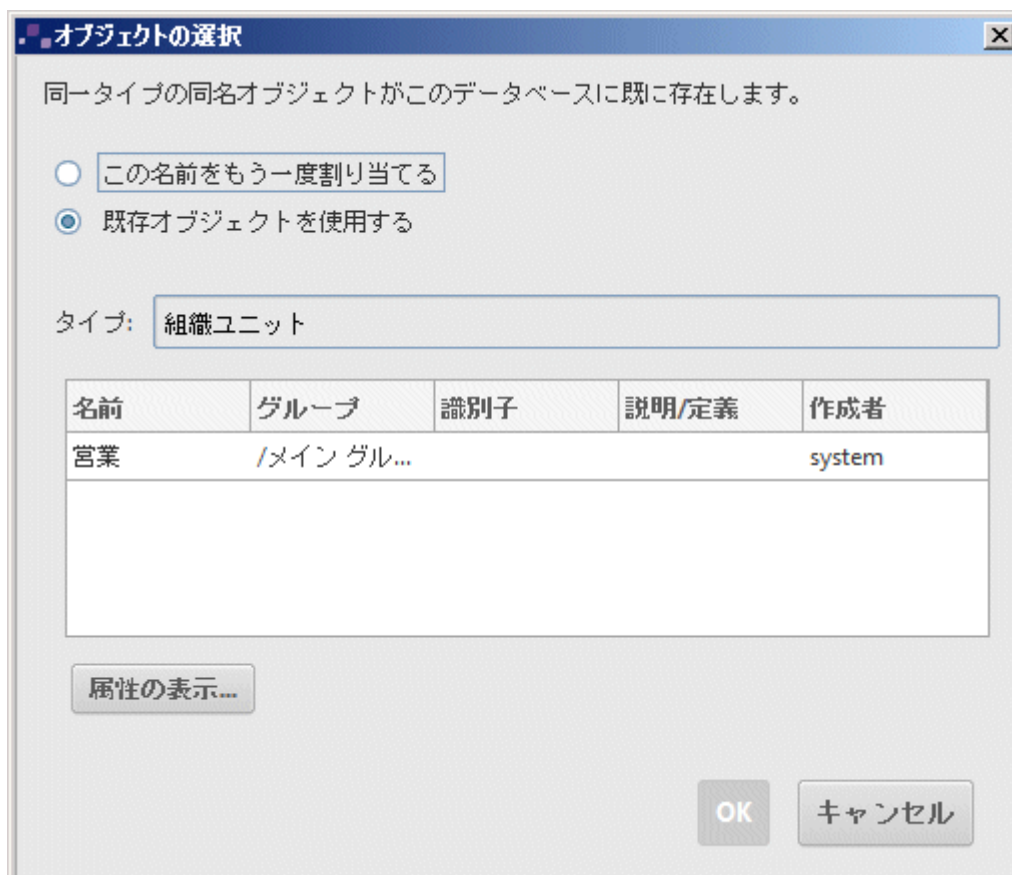 オブジェクトの選択
同一タイプの同名オブジェクトがこのデータベースに既に存在します。
この名前をもう一度割り当てる
既存オブジェクトを使用する
タイプ: 組織ユニット
名前 グループ 識別子 説明/定義 作成者
営業 /メイン グル... system
属性の表示...
OK キャンセル